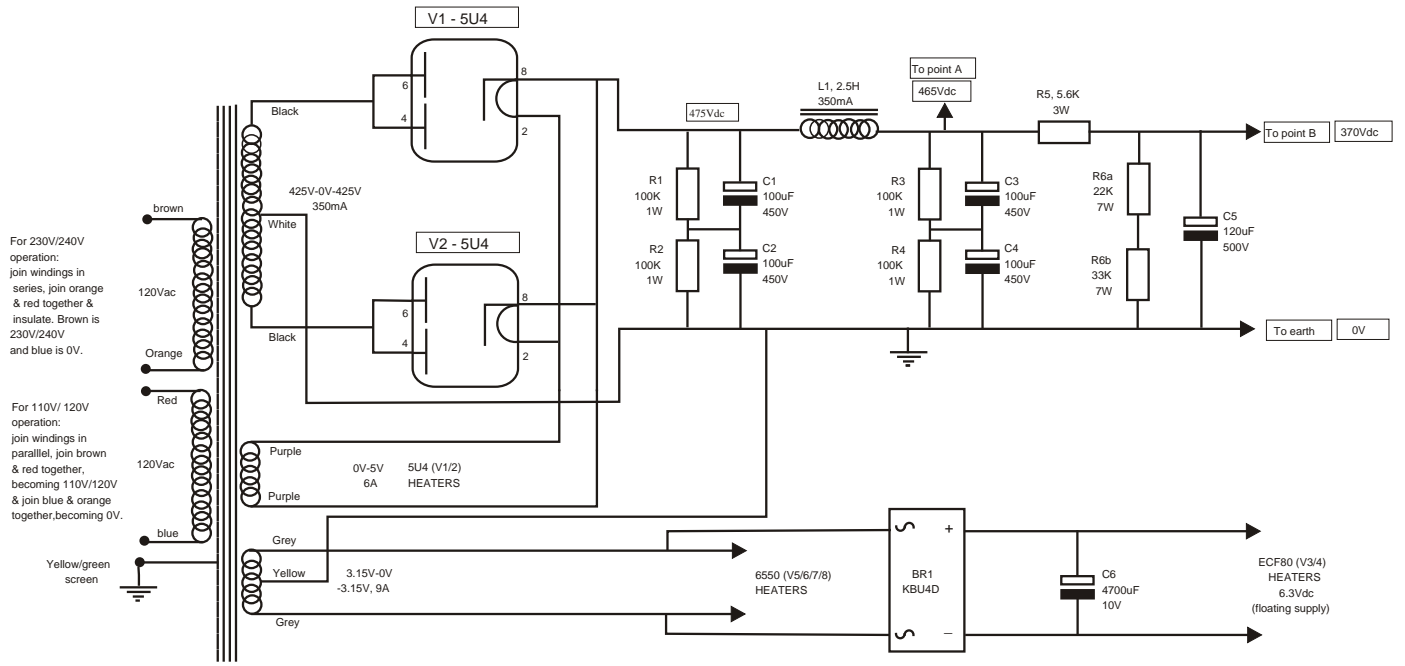 V1 - 5U4
6
4
8
2
Black
425V-0V-425V
350mA
White
V2 - 5U4
6
4
8
2
Black
brown
120Vac
Orange
Red
120Vac
blue
Yellow/green
screen
For 230V/240V
operation:
join windings in
series, join orange
& red together &
insulate. Brown is
230V/240V
and blue is 0V.
For 110V/ 120V
operation:
join windings in
paralllel, join brown
& red together,
becoming 110V/120V
& join blue & orange
together,becoming 0V.
475Vdc
L1, 2.5H
350mA
To point A
465Vdc
R5, 5.6K
3W
To point B
370Vdc
R1
100K
1W
C1
100uF
450V
R2
100K
1W
C2
100uF
450V
R3
100K
1W
C3
100uF
450V
R4
100K
1W
C4
100uF
450V
R6a
22K
7W
R6b
33K
7W
C5
120uF
500V
To earth
0V
Purple
0V-5V
6A
5U4 (V1/2)
HEATERS
Purple
Grey
Yellow
3.15V-0V
-3.15V, 9A
Grey
6550 (V5/6/7/8)
HEATERS
+
BR1
KBU4D
–
C6
4700uF
10V
ECF80 (V3/4)
HEATERS
6.3Vdc
(floating supply)